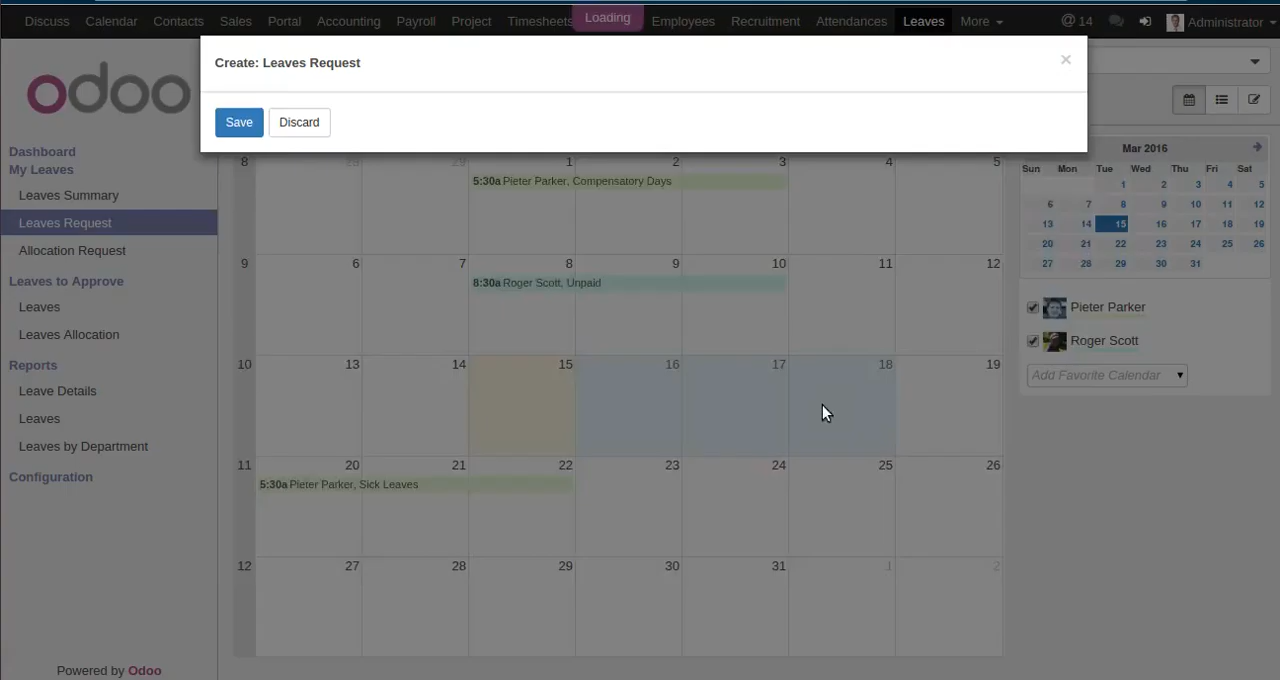 Discuss Calendar Contacts Sales Portal Accounting Payroll Project Timesheets Loading Employees Recruitment Attendances Leaves More @ 14 Administrator
Create: Leaves Request ×
Save Discard
odoo
Dashboard
My Leaves
Leaves Summary
Leaves Request
Allocation Request
Leaves to Approve
Leaves
Leaves Allocation
Reports
Leave Details
Leaves
Leaves by Department
Configuration
Powered by Odoo
8 28 29 1 2 3 4 5
5:30a Pieter Parker, Compensatory Days
9 6 7 8 9 10 11 12
8:30a Roger Scott, Unpaid
10 13 14 15 16 17 18 19
11 20 21 22 23 24 25 26
5:30a Pieter Parker, Sick Leaves
12 27 28 29 30 31 1 2
Mar 2016
Sun Mon Tue Wed Thu Fri Sat
1 2 3 4 5
6 7 8 9 10 11 12
13 14 15 16 17 18 19
20 21 22 23 24 25 26
27 28 29 30 31
Pieter Parker
Roger Scott
Add Favorite Calendar